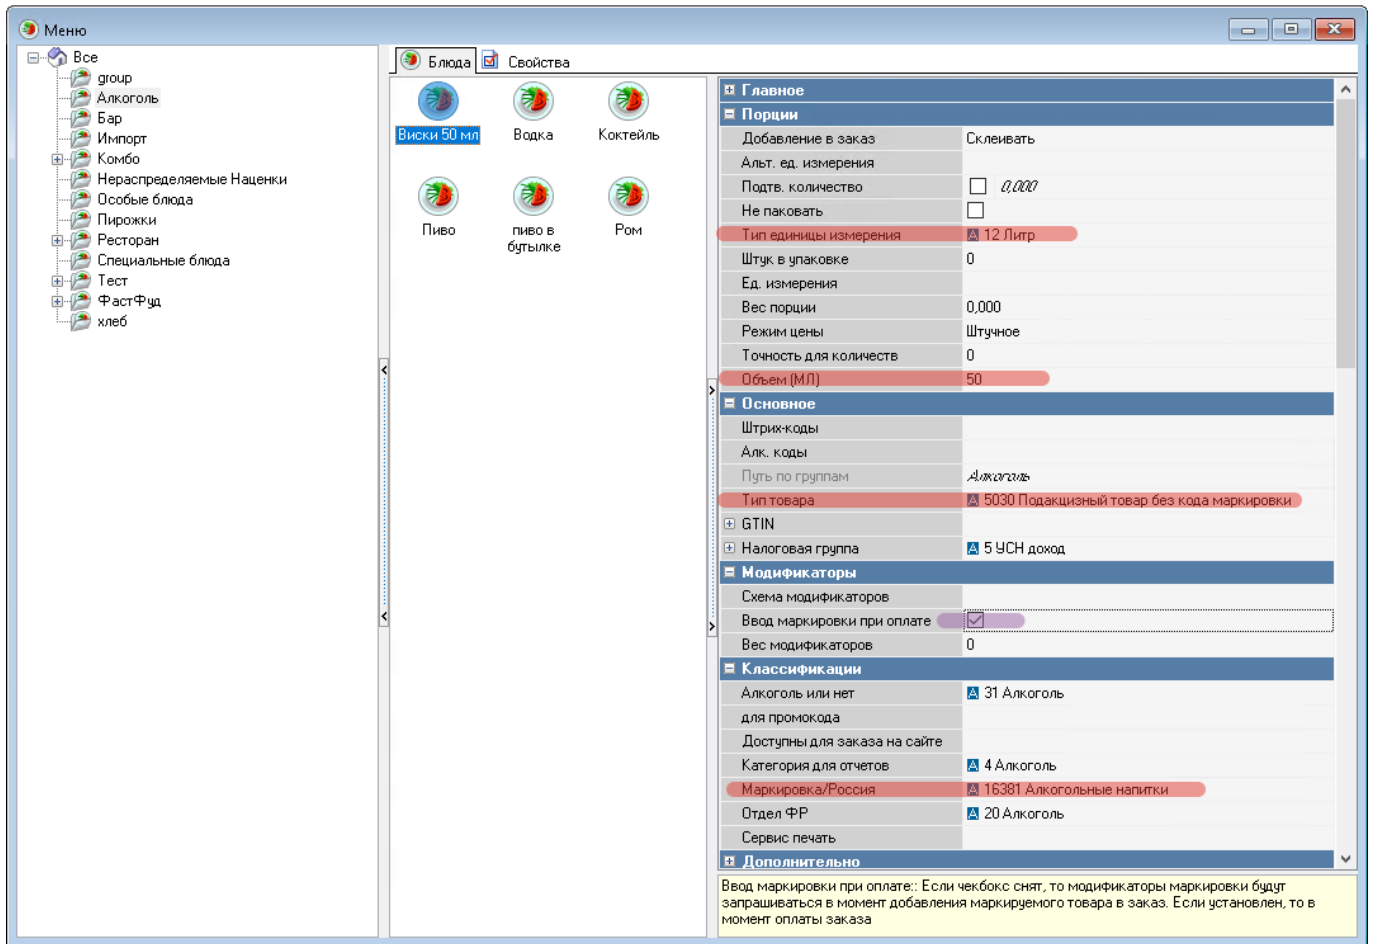 Меню
Все
group
Алкоголь
Бар
Импорт
Комбо
Нераспределяемые Наценки
Особые блюда
Пирожки
Ресторан
Специальные блюда
Тест
ФастФуд
хлеб
Блюда
Свойства
Виски 50 мл
Водка
Коктейль
Пиво
пиво в
бутылке
Ром
Главное
Порции
Добавление в заказ Склеивать
Альт. ед. измерения
Подтв. количество 0,000
Не паковать
Тип единицы измерения A 12 Литр
Штук в упаковке 0
Ед. измерения
Вес порции 0,000
Режим цены Штучное
Точность для количеств 0
Объем (МЛ) 50
Основное
Штрих-коды
Алк. коды
Путь по группам Алкоголь
Тип товара A 5030 Подакцизный товар без кода маркировки
GTIN
Налоговая группа A 5 УСН доход
Модификаторы
Схема модификаторов
Ввод маркировки при оплате
Вес модификаторов 0
Классификации
Алкоголь или нет A 31 Алкоголь
для промокода
Доступны для заказа на сайте
Категория для отчетов A 4 Алкоголь
Маркировка/Россия A 16381 Алкогольные напитки
Отдел ФР A 20 Алкоголь
Сервис печать
Дополнительно
Ввод маркировки при оплате:: Если чекбокс снят, то модификаторы маркировки будут
запрашиваться в момент добавления маркируемого товара в заказ. Если установлен, то в
момент оплаты заказа